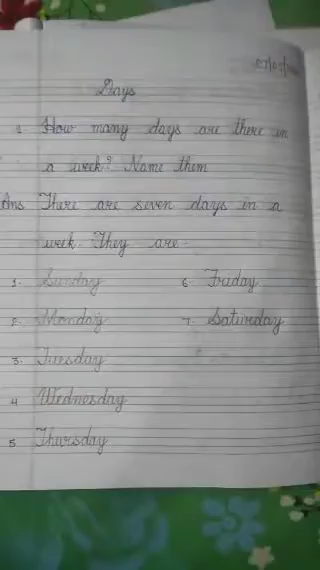 Days
1. How many days are there in
a week? Name them
Ans There are seven days in a
week. They are-
1. Sunday
2. Monday
3. Tuesday
4 Wednesday
5 Thursday
6. Friday
7. Saturday